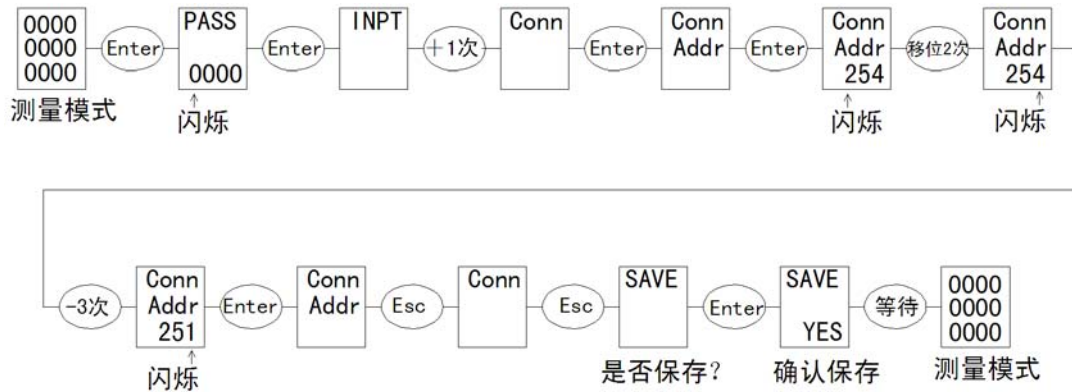 0000
0000
0000
测量模式
Enter
PASS
0000
闪烁
Enter
INPT
＋1次
Conn
Enter
Conn
Addr
Enter
Conn
Addr
254
闪烁
移位2次
Conn
Addr
254
闪烁
-3次
Conn
Addr
251
闪烁
Enter
Conn
Addr
Esc
Conn
Esc
SAVE
是否保存？
Enter
SAVE
YES
确认保存
等待
0000
0000
0000
测量模式